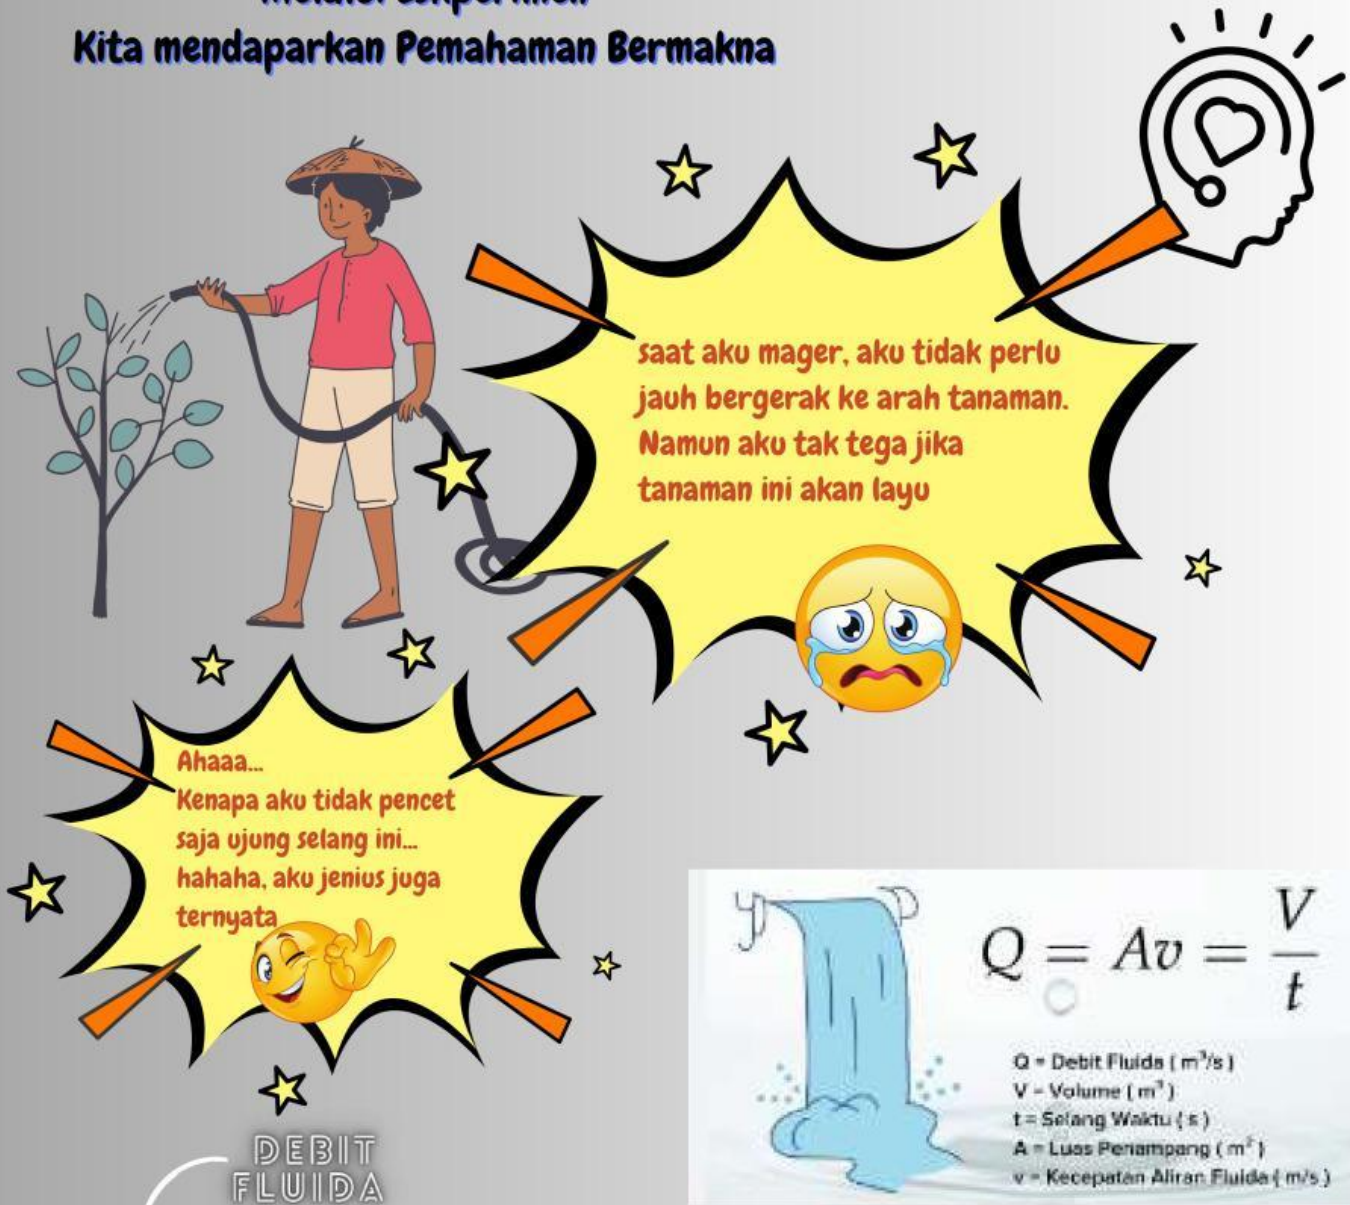 Kita mendaparkan Pemahaman Bermakna
saat aku mager, aku tidak perlu
jauh bergerak ke arah tanaman.
Namun aku tak tega jika
tanaman ini akan layu
Ahaaa...
Kenapa aku tidak pencet
saja ujung selang ini...
hahaha, aku jenius juga
ternyata
Q = Av = V/t
Q = Debit Fluida ( m³/s )
V = Volume ( m³ )
t = Selang Waktu ( s )
A = Luas Penampang ( m² )
v = Kecepatan Aliran Fluida ( m/s )
DEBIT
FLUIDA